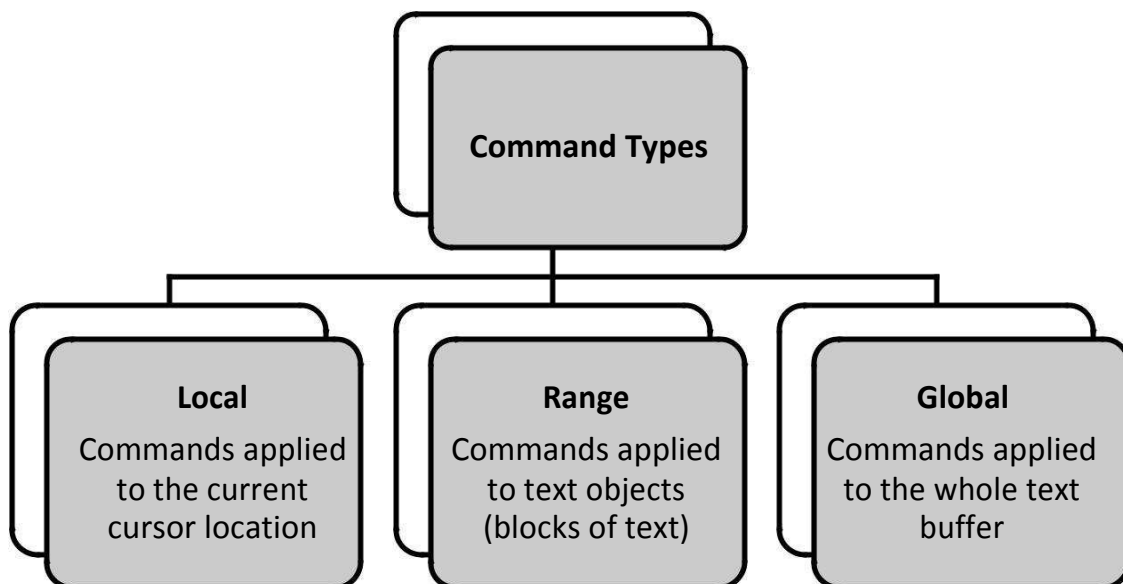 Command Types
Local
Commands applied
to the current
cursor location
Range
Commands applied
to text objects
(blocks of text)
Global
Commands applied
to the whole text
buffer